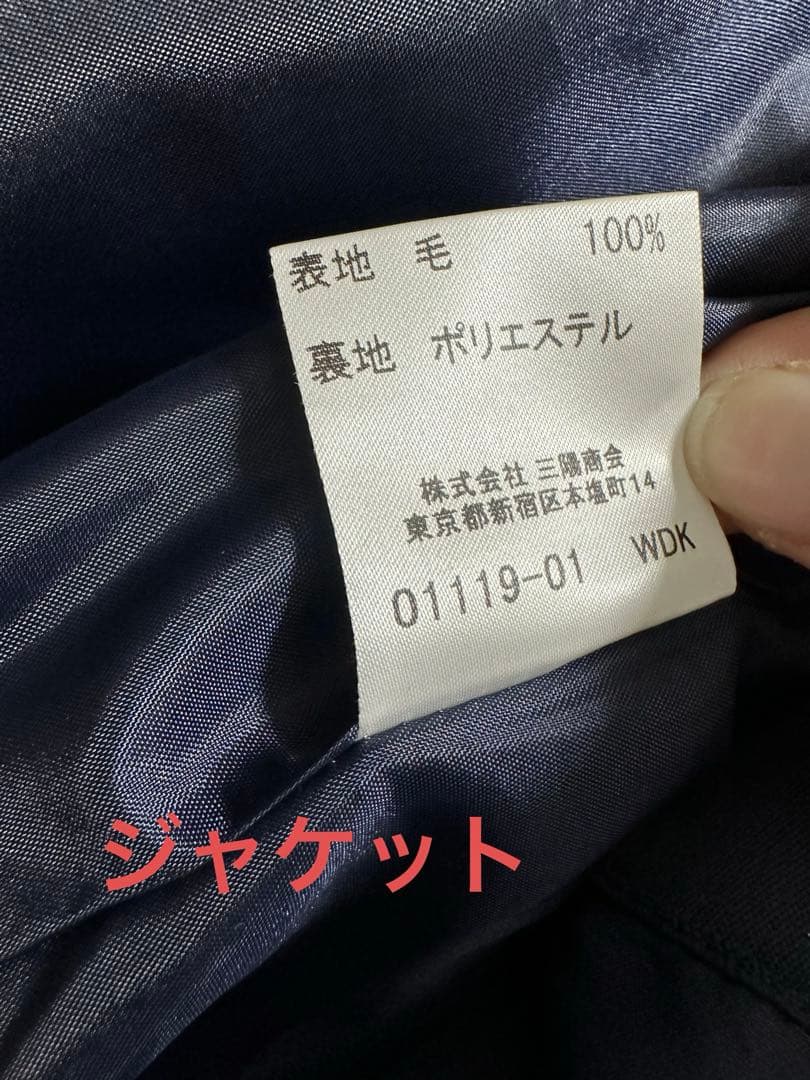 表地 毛 100%
裏地 ポリエステル
株式会社 三陽商会
東京都新宿区本塩町14
01119-01 WDK
ジャケット